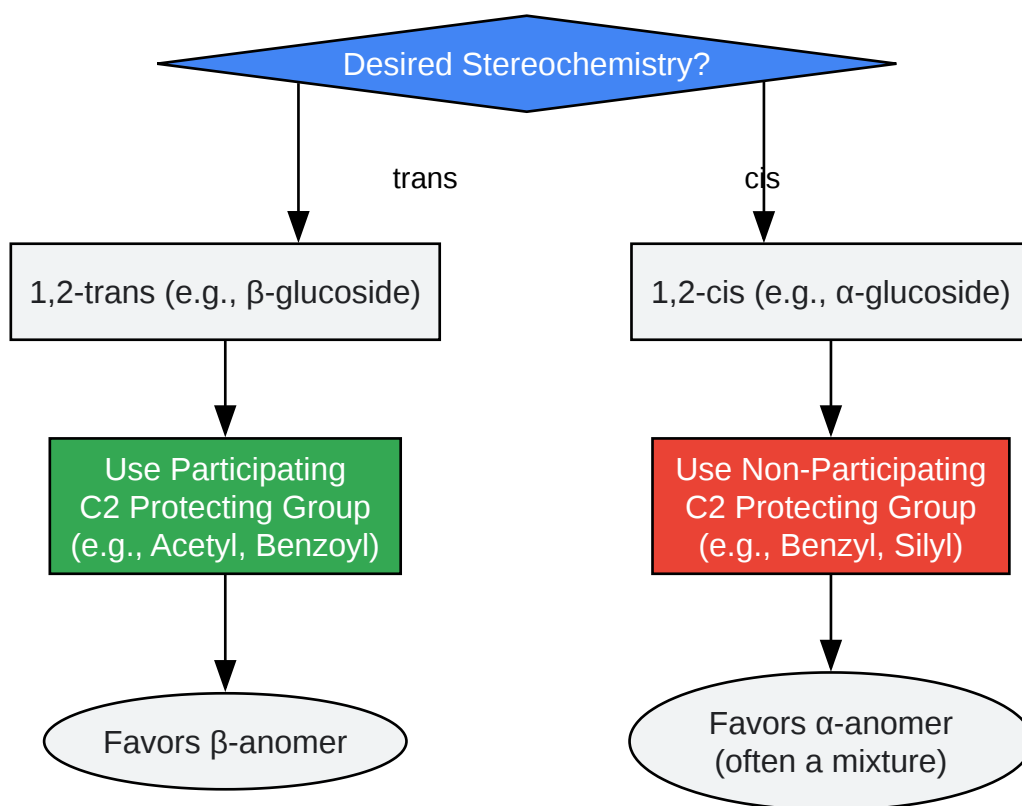 Desired Stereochemistry?
trans
cis
1,2-trans (e.g., β-glucoside)
1,2-cis (e.g., α-glucoside)
Use Participating
C2 Protecting Group
(e.g., Acetyl, Benzoyl)
Use Non-Participating
C2 Protecting Group
(e.g., Benzyl, Silyl)
Favors β-anomer
Favors α-anomer
(often a mixture)